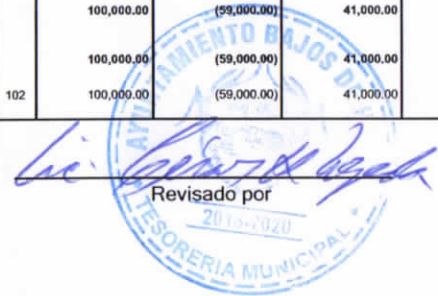 100,000.00 (59,000.00) 41,000.00
100,000.00 (59,000.00) 41,000.00
102 100,000.00 (59,000.00) 41,000.00
AYUNTAMIENTO BAJOS DE H
Lic.
Revisado por
2016-2020
TESORERIA MUNICIPAL